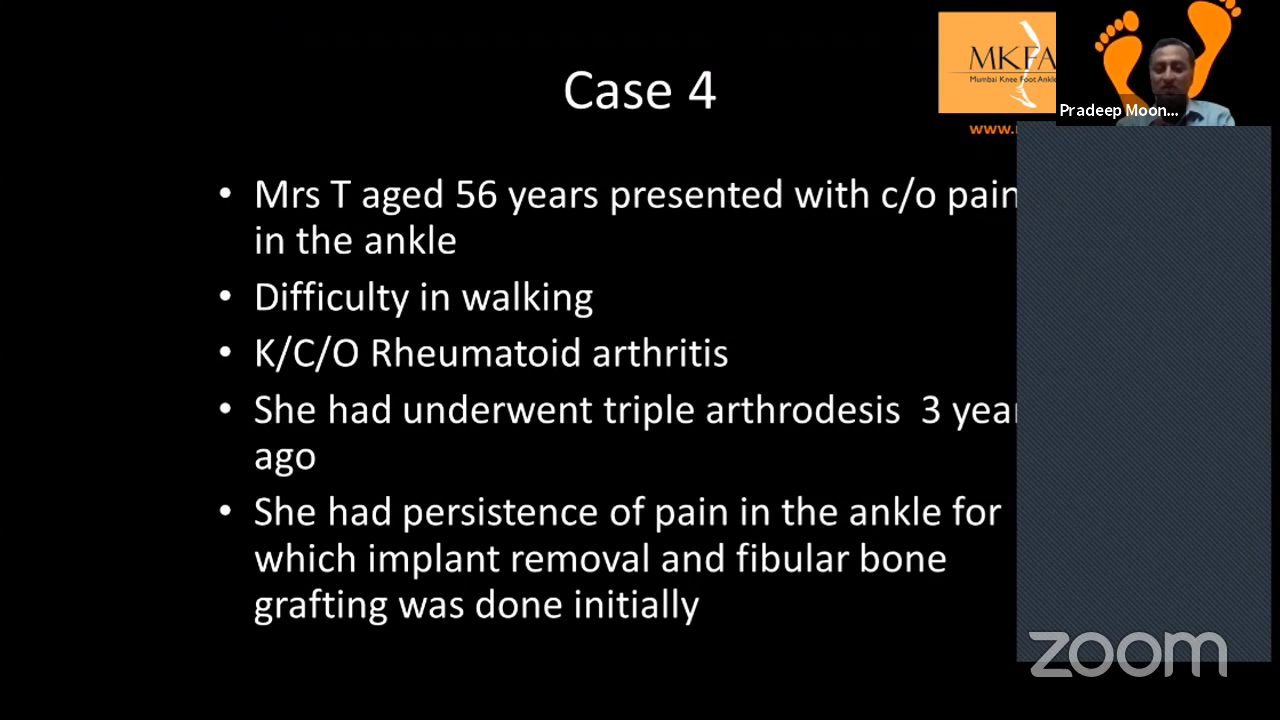 Case 4
MKFA
Mumbai Knee Foot Ankle
www.
Pradeep Moon...
• Mrs T aged 56 years presented with c/o pain
in the ankle
• Difficulty in walking
• K/C/O Rheumatoid arthritis
• She had underwent triple arthrodesis 3 year
ago
• She had persistence of pain in the ankle for
which implant removal and fibular bone
grafting was done initially
zoom